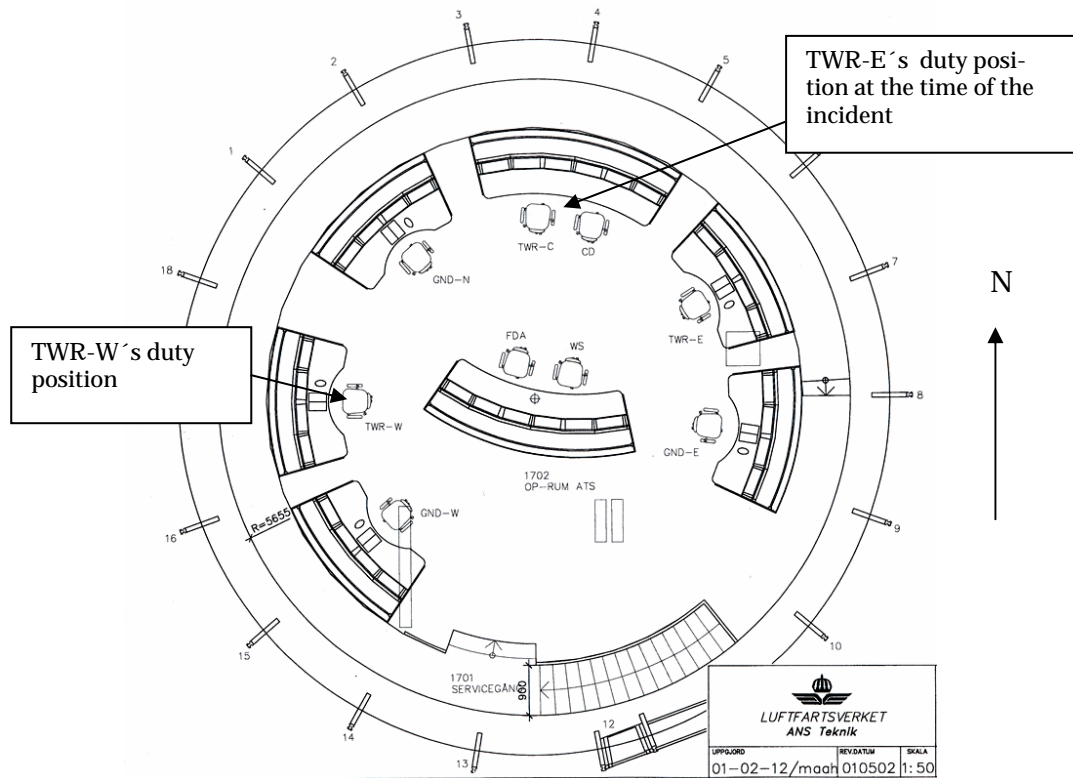 3
4
2
5
TWR-E´s duty posi-
tion at the time of the
incident
1
TWR-C
CD
18
GND-N
7
N
TWR-E
FDA
WS
TWR-W´s duty
position
8
TWR-W
GND-E
1702
OP-RUM ATS
GND-W
16
R=5655
9
15
10
1701
SERVICEGÅNG
900
14
12
13
LUFTFARTSVERKET
ANS Teknik
UPPGJORD
REV.DATUM
SKALA
01-02-12/maah
010502
1:50